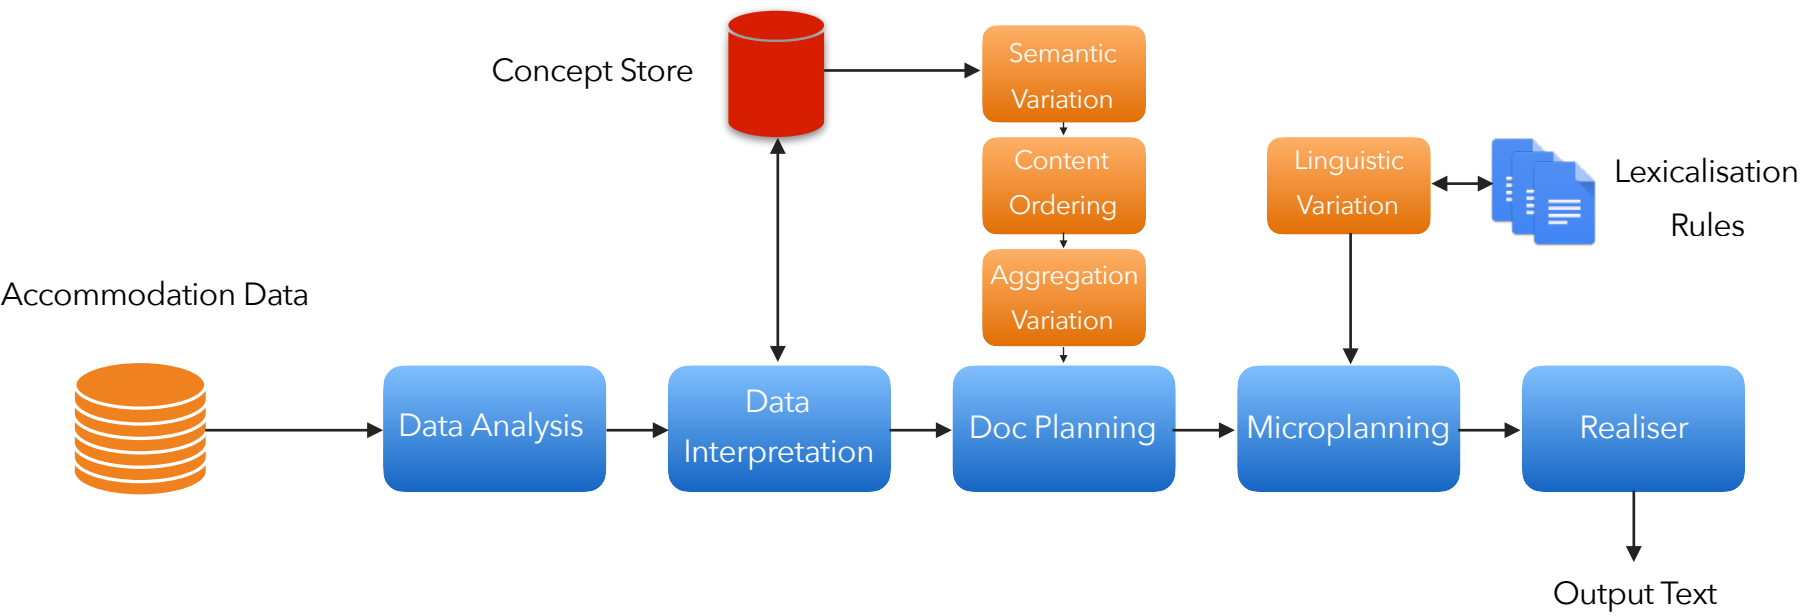 Concept Store
Semantic
Variation
Content
Ordering
Aggregation
Variation
Linguistic
Variation
Lexicalisation
Rules
Accommodation Data
Data Analysis
Data
Interpretation
Doc Planning
Microplanning
Realiser
Output Text